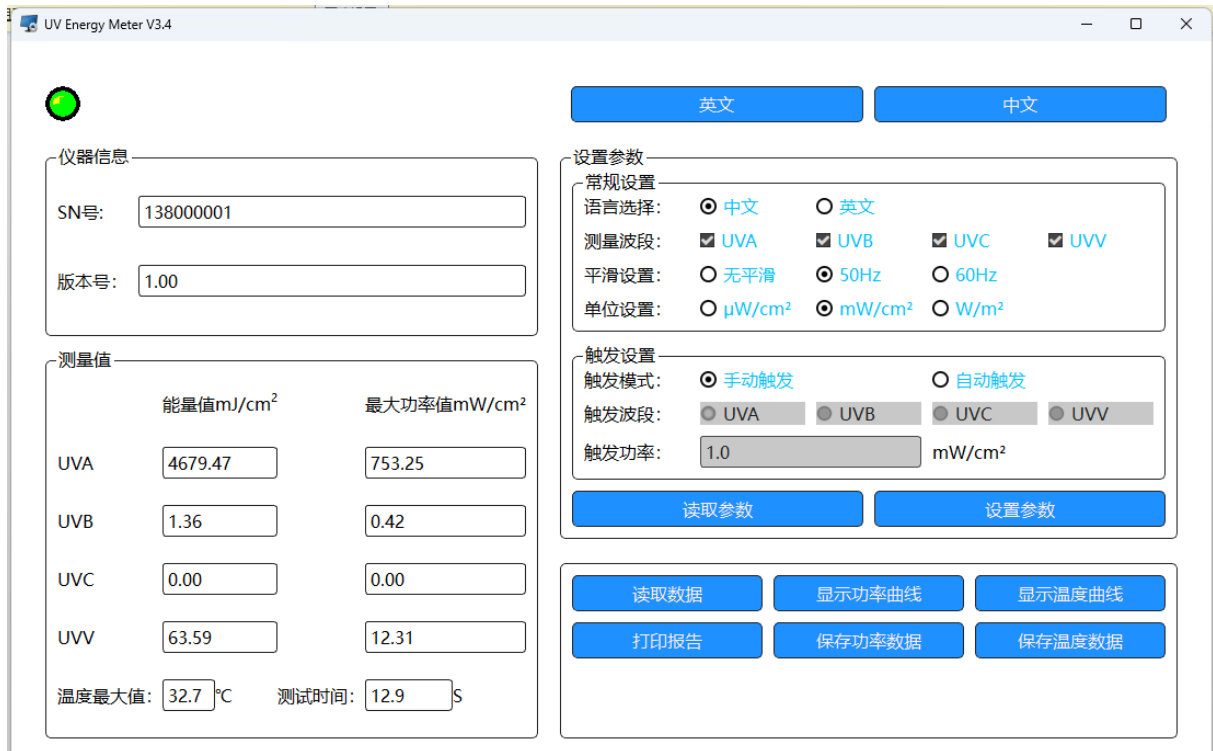 UV Energy Meter V3.4
英文 中文
仪器信息
SN号: 138000001
版本号: 1.00
测量值
能量值mJ/cm² 最大功率值mW/cm²
UVA 4679.47 753.25
UVB 1.36 0.42
UVC 0.00 0.00
UVV 63.59 12.31
温度最大值: 32.7 ℃ 测试时间: 12.9 S
设置参数
常规设置
语言选择: 中文 英文
测量波段: UVA UVB UVC UVV
平滑设置: 无平滑 50Hz 60Hz
单位设置: µW/cm² mW/cm² W/m²
触发设置
触发模式: 手动触发 自动触发
触发波段: UVA UVB UVC UVV
触发功率: 1.0 mW/cm²
读取参数 设置参数
读取数据 显示功率曲线 显示温度曲线
打印报告 保存功率数据 保存温度数据